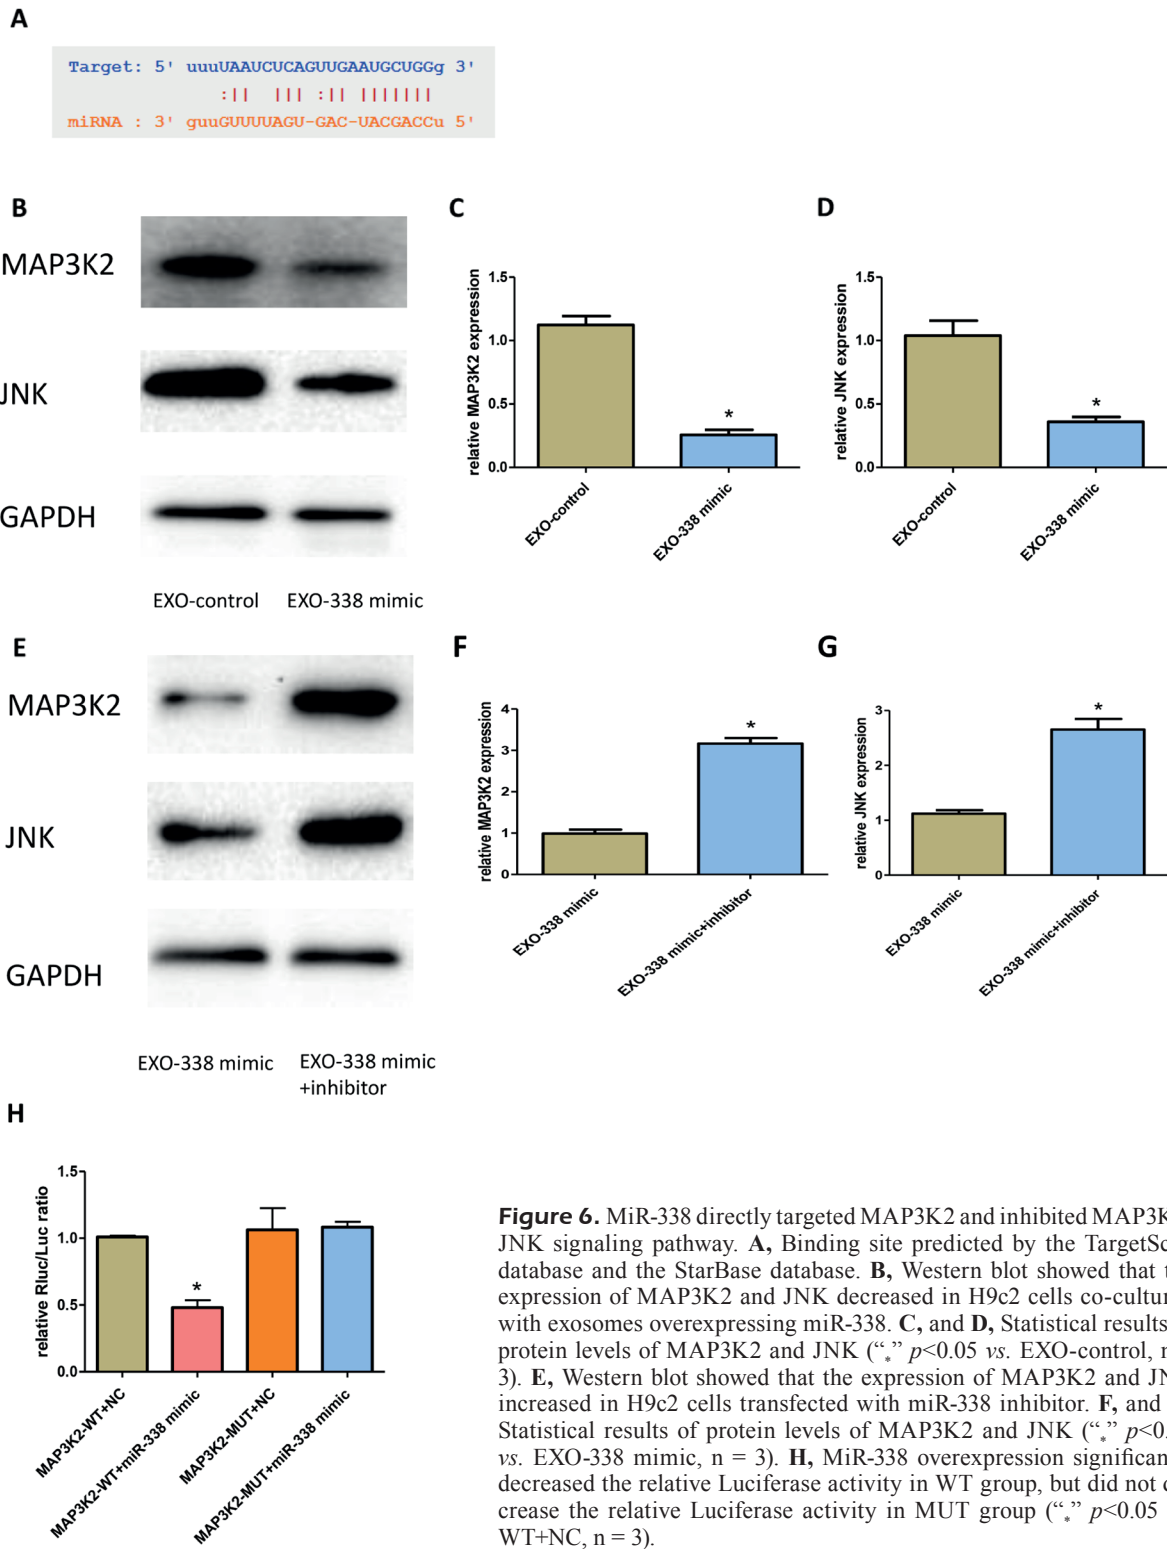 A
Target: 5' uuuUAAUCUCAGUUGAAUGCUGGg 3'
:|| ||| :|| |||||||
miRNA : 3' guuGUUUUAGU-GAC-UACGACCu 5'
B
MAP3K2
JNK
GAPDH
EXO-control EXO-338 mimic
C
relative MAP3K2 expression
1.5
1.0
0.5
0.0
*
EXO-control
EXO-338 mimic
D
relative JNK expression
1.5
1.0
0.5
0.0
*
EXO-control
EXO-338 mimic
E
MAP3K2
JNK
GAPDH
EXO-338 mimic EXO-338 mimic
+inhibitor
F
relative MAP3K2 expression
4
3
2
1
0
*
EXO-338 mimic
EXO-338 mimic+inhibitor
G
relative JNK expression
3
2
1
0
*
EXO-338 mimic
EXO-338 mimic+inhibitor
H
relative Rluc/Luc ratio
1.5
1.0
0.5
0.0
*
MAP3K2-WT+NC
MAP3K2-WT+miR-338 mimic
MAP3K2-MUT+NC
MAP3K2-MUT+miR-338 mimic
Figure 6. MiR-338 directly targeted MAP3K2 and inhibited MAP3K
JNK signaling pathway. A, Binding site predicted by the TargetSc
database and the StarBase database. B, Western blot showed that t
expression of MAP3K2 and JNK decreased in H9c2 cells co-cultur
with exosomes overexpressing miR-338. C, and D, Statistical results
protein levels of MAP3K2 and JNK (“*” p<0.05 vs. EXO-control, n
3). E, Western blot showed that the expression of MAP3K2 and JN
increased in H9c2 cells transfected with miR-338 inhibitor. F, and
Statistical results of protein levels of MAP3K2 and JNK (“*” p<0.
vs. EXO-338 mimic, n = 3). H, MiR-338 overexpression significan
decreased the relative Luciferase activity in WT group, but did not d
crease the relative Luciferase activity in MUT group (“*” p<0.05
WT+NC, n = 3).